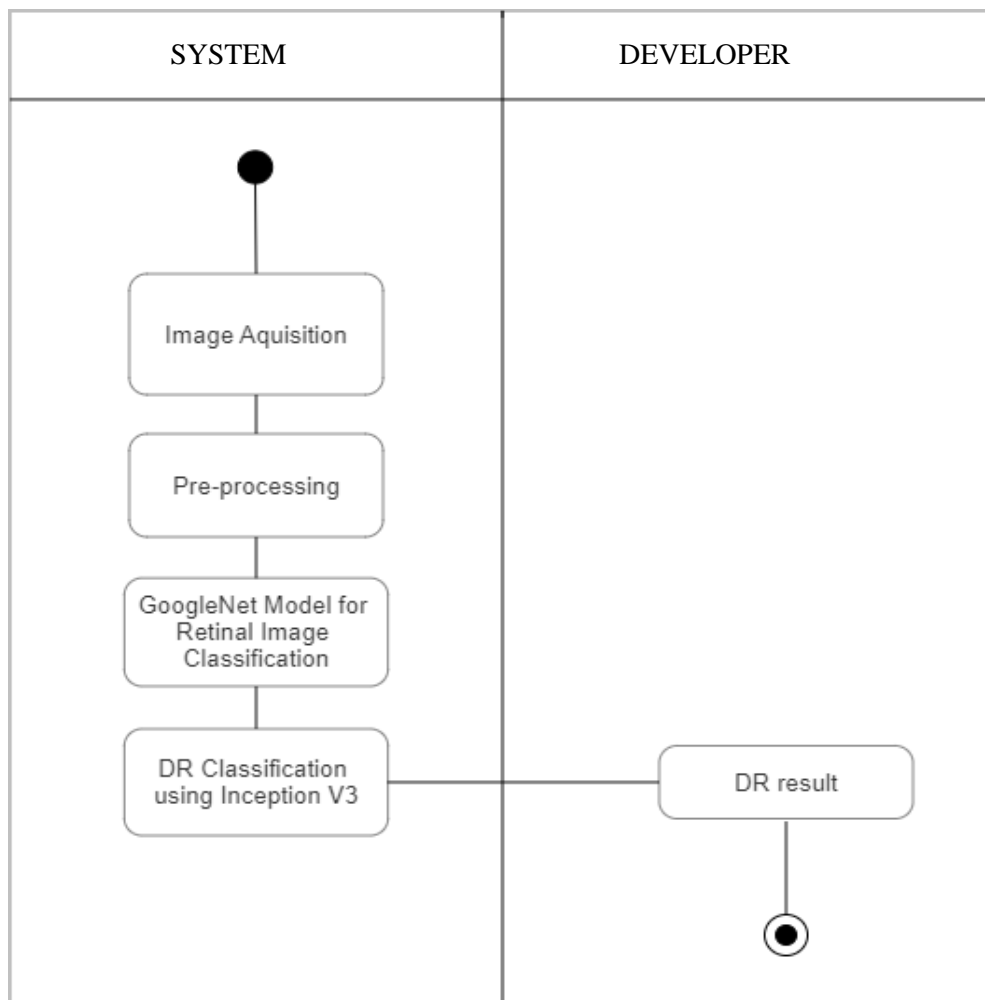 SYSTEM
DEVELOPER
Image Aquisition
Pre-processing
GoogleNet Model for
Retinal Image
Classification
DR Classification
using Inception V3
DR result